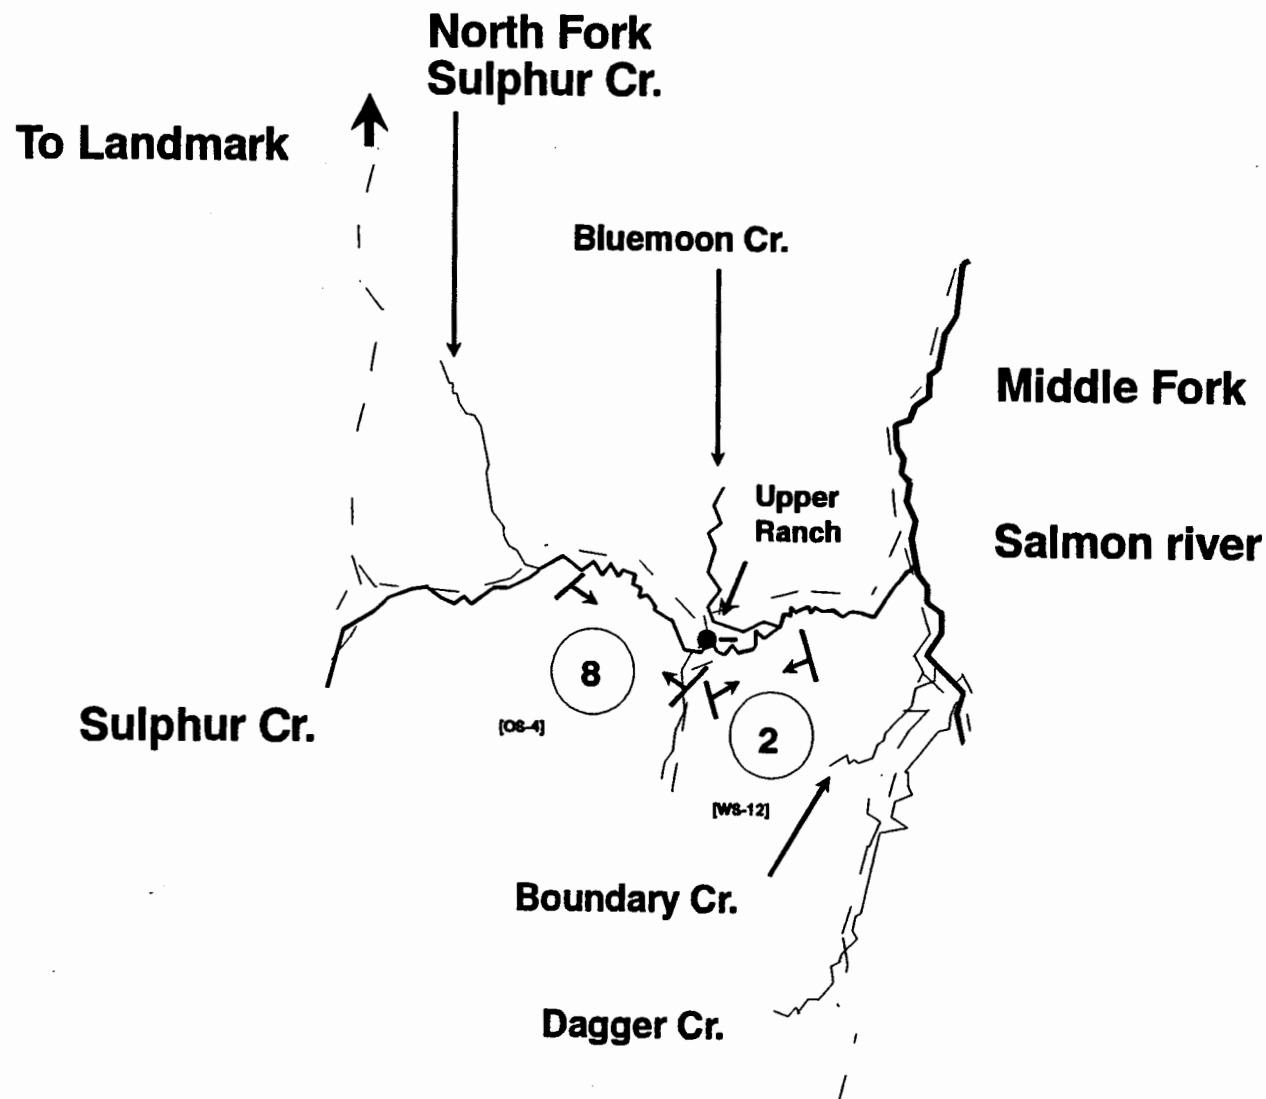 North Fork
Sulphur Cr.
To Landmark
Bluemoon Cr.
Middle Fork
Upper
Ranch
Salmon river
8
Sulphur Cr.
[OS-4]
2
[WS-12]
Boundary Cr.
Dagger Cr.